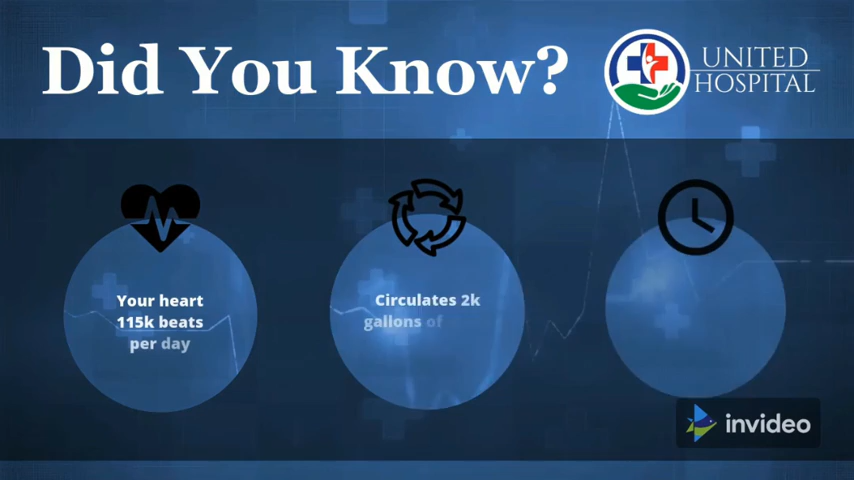 Did You Know?
UNITED
HOSPITAL
Your heart
115k beats
per day
Circulates 2k
gallons of
invideo